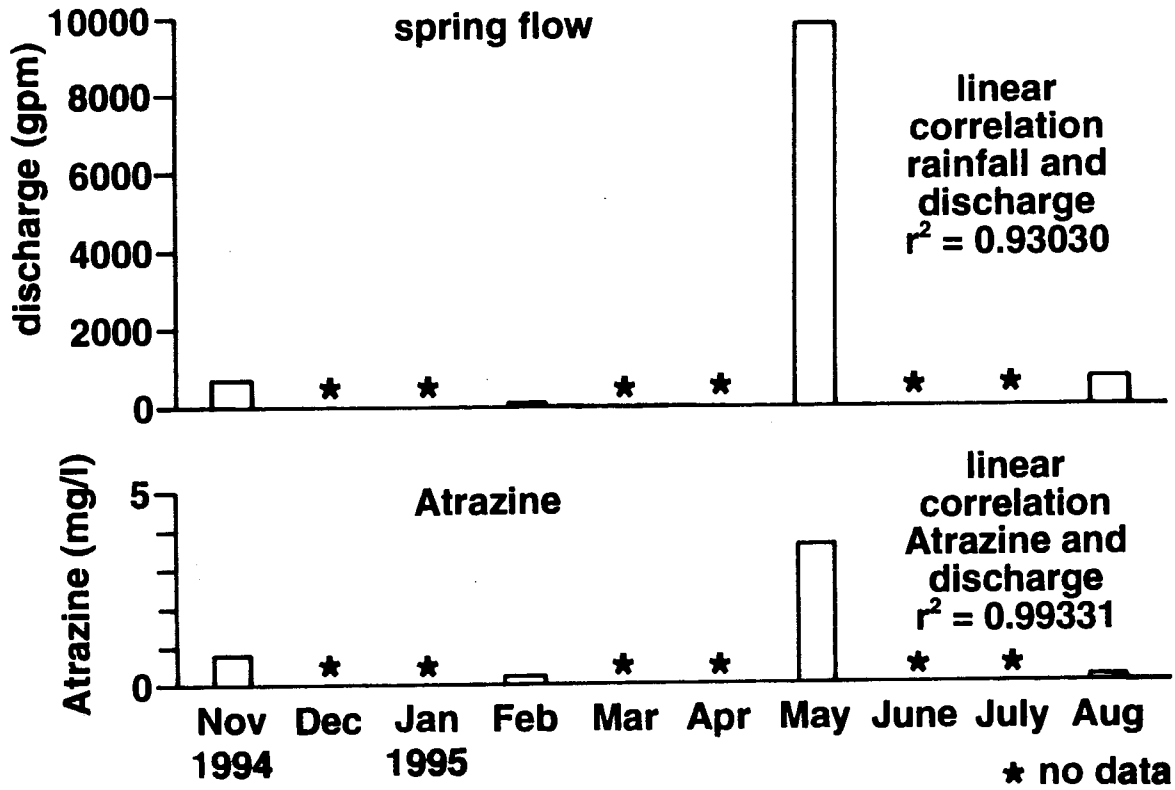 spring flow
discharge (gpm)
10000
8000
6000
4000
2000
0
linear
correlation
rainfall and
discharge
r² = 0.93030
* * * * * *
Atrazine
Atrazine (mg/l)
5
0
linear
correlation
Atrazine and
discharge
r² = 0.99331
* * * * * *
Nov Dec Jan Feb Mar Apr May June July Aug
1994 1995
* no data